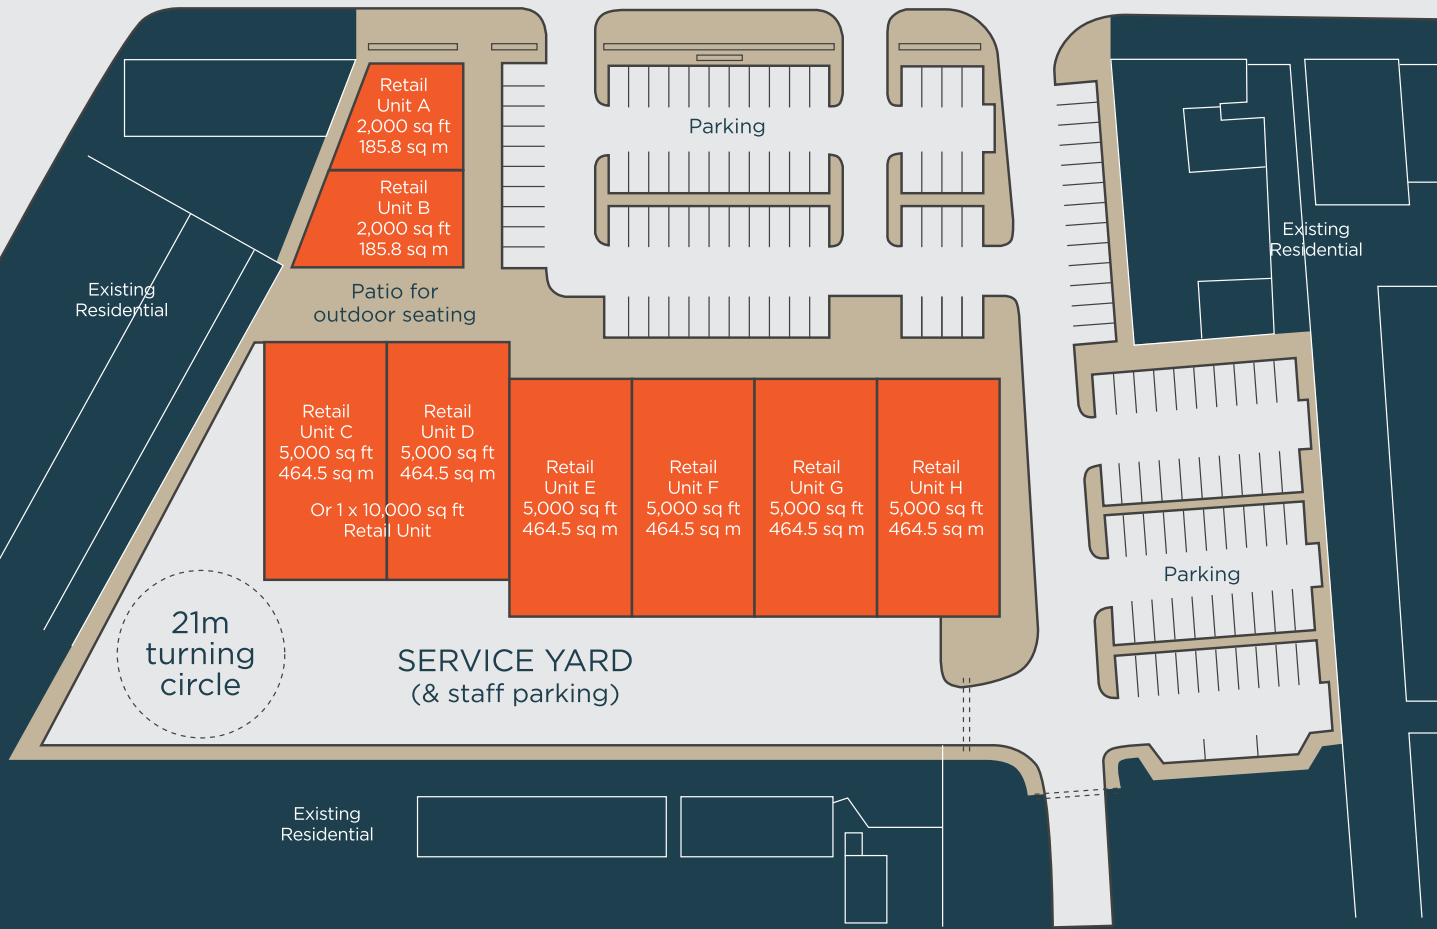 Retail
Unit A
2,000 sq ft
185.8 sq m
Retail
Unit B
2,000 sq ft
185.8 sq m
Parking
Existing
Residential
Existing
Residential
Patio for
outdoor seating
Retail
Unit C
5,000 sq ft
464.5 sq m
Retail
Unit D
5,000 sq ft
464.5 sq m
Or 1 x 10,000 sq ft
Retail Unit
Retail
Unit E
5,000 sq ft
464.5 sq m
Retail
Unit F
5,000 sq ft
464.5 sq m
Retail
Unit G
5,000 sq ft
464.5 sq m
Retail
Unit H
5,000 sq ft
464.5 sq m
Parking
21m
turning
circle
SERVICE YARD
(& staff parking)
Existing
Residential